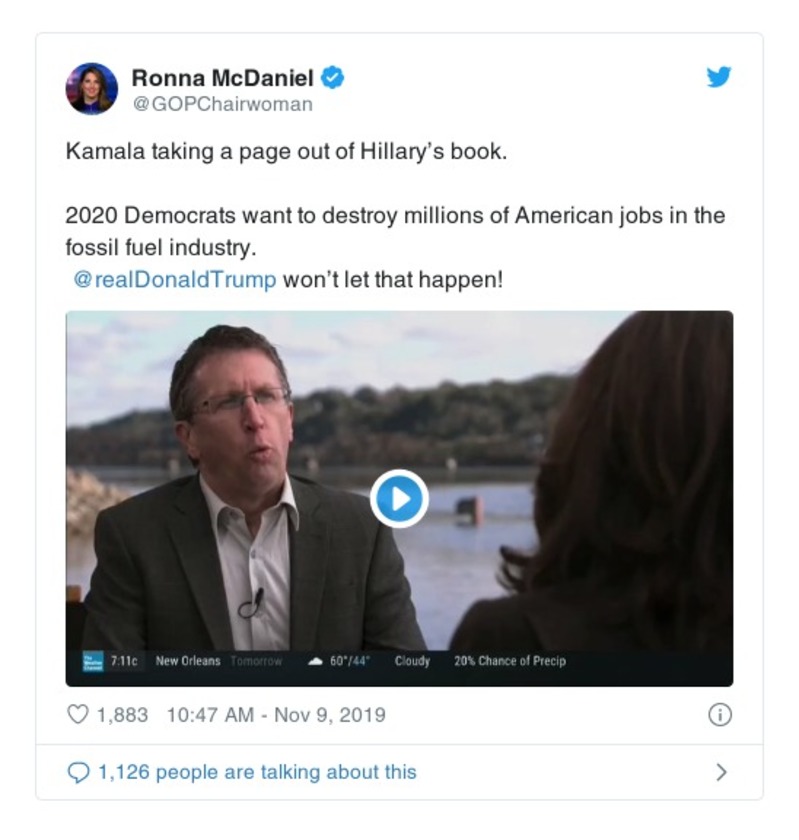 Ronna McDaniel
@GOPChairwoman
Kamala taking a page out of Hillary's book.
2020 Democrats want to destroy millions of American jobs in the
fossil fuel industry.
@realDonaldTrump won't let that happen!
The Weather Channel
7:11c New Orleans Tomorrow 60°/44° Cloudy 20% Chance of Precip
1,883 10:47 AM - Nov 9, 2019
1,126 people are talking about this